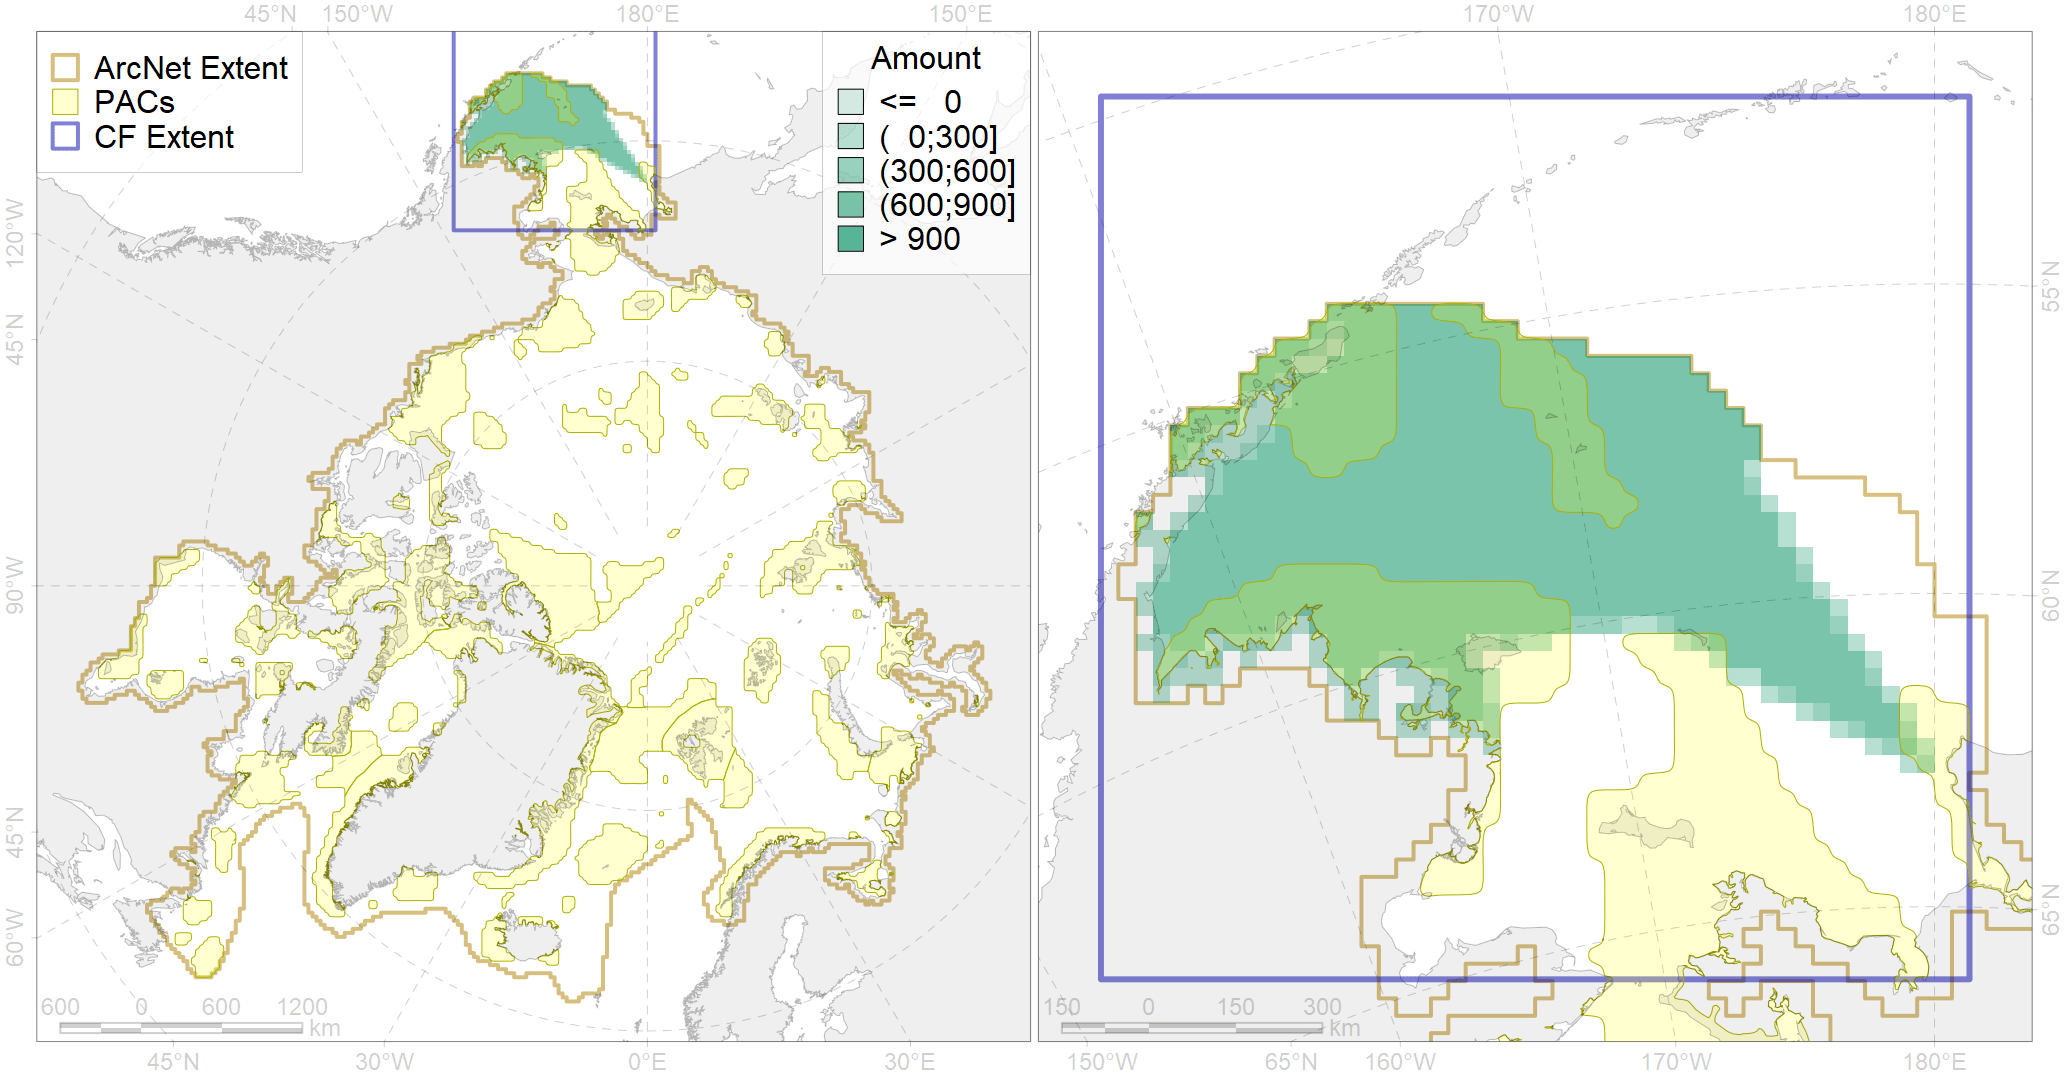 45°N 150°W 180°E 150°E 170°W 180°E
ArcNet Extent
PACs
CF Extent
Amount
<= 0
( 0;300]
(300;600]
(600;900]
> 900
120°W
45°N
90°W
45°N
60°W
55°N
60°N
65°N
600 0 600 1200
km
150 0 150 300
km
45°N 30°W 0°E 30°E 150°W 65°N 160°W 170°W 180°E